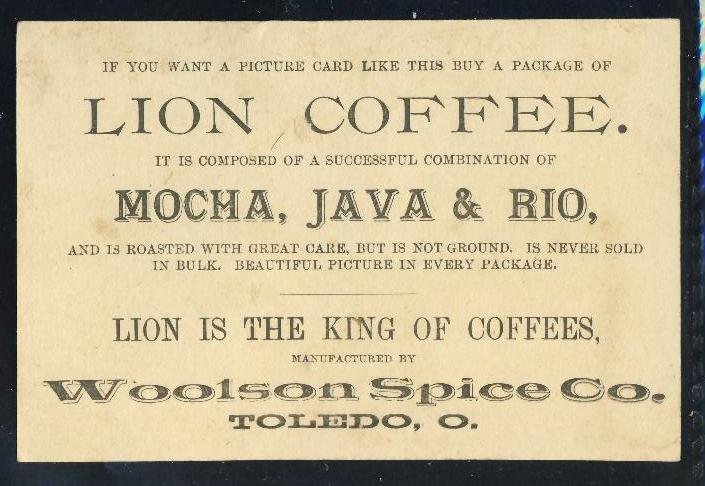 IF YOU WANT A PICTURE CARD LIKE THIS BUY A PACKAGE OF
LION COFFEE.
IT IS COMPOSED OF A SUCCESSFUL COMBINATION OF
MOCHA, JAVA & RIO,
AND IS ROASTED WITH GREAT CARE, BUT IS NOT GROUND. IS NEVER SOLD
IN BULK. BEAUTIFUL PICTURE IN EVERY PACKAGE.
LION IS THE KING OF COFFEES,
MANUFACTURED BY
Woolson Spice Co.
TOLEDO, O.